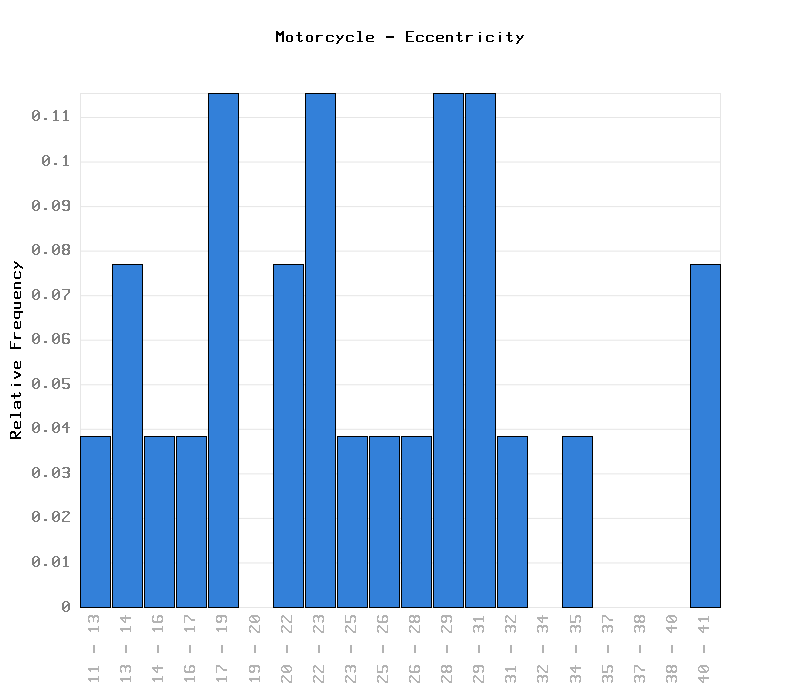 Motorcycle - Eccentricity
Relative Frequency
0.11
0.1
0.09
0.08
0.07
0.06
0.05
0.04
0.03
0.02
0.01
0
11 - 13
13 - 14
14 - 16
16 - 17
17 - 19
19 - 20
20 - 22
22 - 23
23 - 25
25 - 26
26 - 28
28 - 29
29 - 31
31 - 32
32 - 34
34 - 35
35 - 37
37 - 38
38 - 40
40 - 41